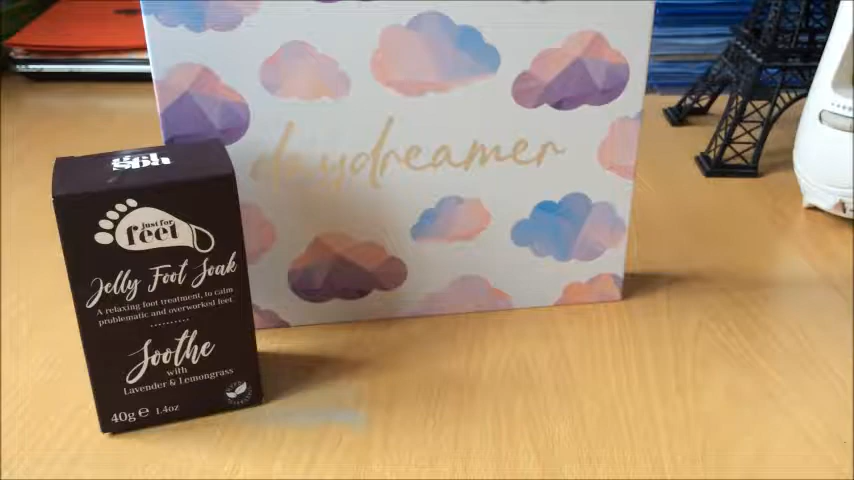 daydreamer
just for
feet
Jelly Foot Soak
A relaxing foot treatment, to calm
problematic and overworked feet.
Soothe
with
Lavender & Lemongrass
40g e 1.4oz